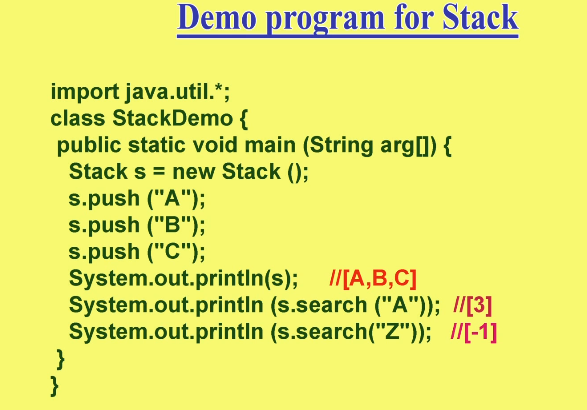 Demo program for Stack
import java.util.*;
class StackDemo {
public static void main (String arg[]) {
Stack s = new Stack ();
s.push ("A");
s.push ("B");
s.push ("C");
System.out.println(s); //[A,B,C]
System.out.println (s.search ("A")); //[3]
System.out.println (s.search("Z")); //[-1]
}
}